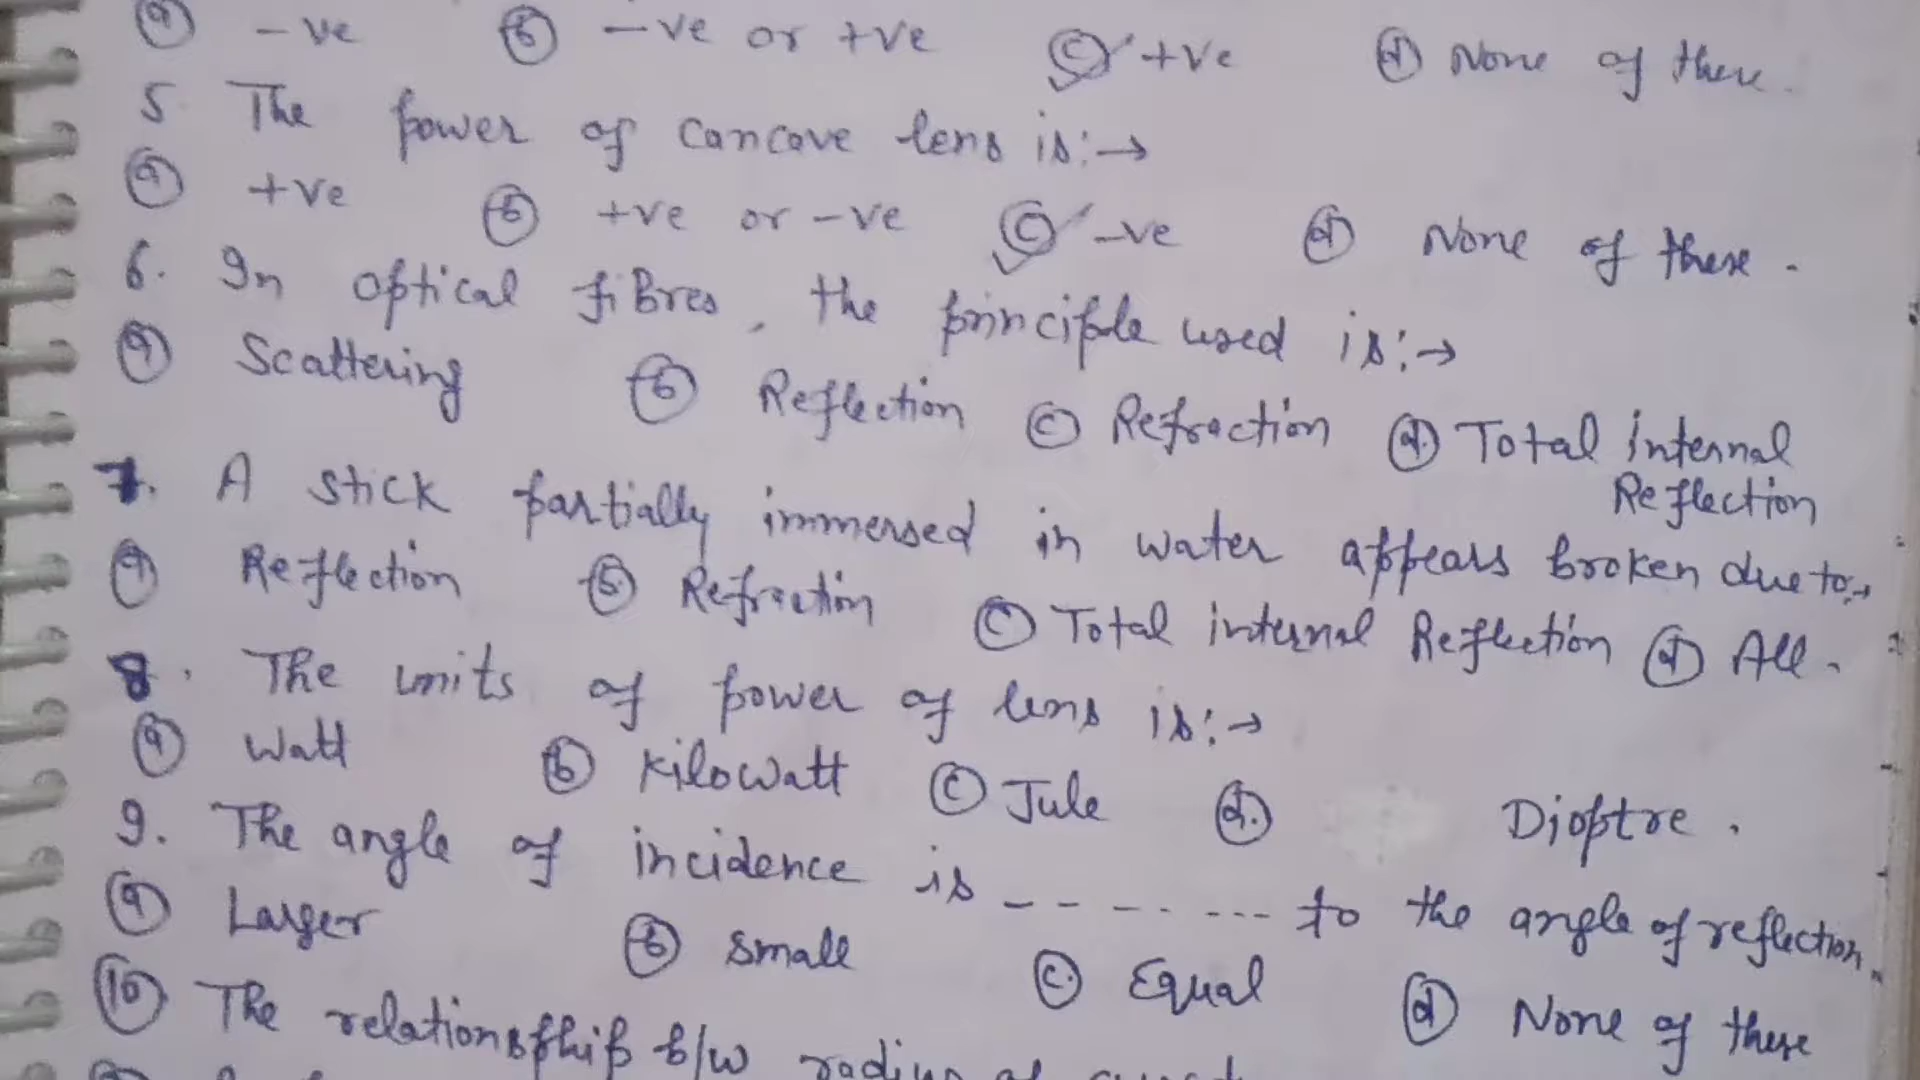 a -ve b -ve or +ve c +ve d None of these.
5. The power of concave lens is:→
a +ve b +ve or -ve c -ve d None of these.
6. In optical fibres, the principle used is:→
a Scattering b Reflection c Refraction d Total internal
Reflection
7. A stick partially immersed in water appears broken due to→
a Reflection b Refraction c Total internal Reflection d All.
8. The units of power of lens is:→
a Watt b Kilowatt c Jule d. Dioptre.
9. The angle of incidence is --------- to the angle of reflection.
a Larger b small c. Equal d None of these
10 The relationship b/w radius of